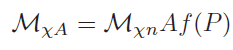 $\mathcal{M}_{\chi A} = \mathcal{M}_{\chi n} A f(P)$